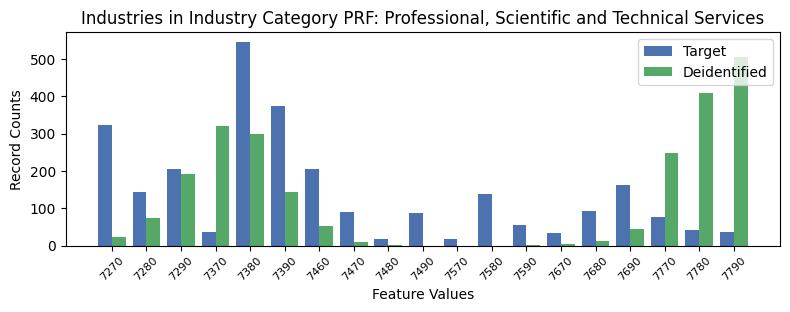 Industries in Industry Category PRF: Professional, Scientific and Technical Services
Target
Deidentified
Record Counts
500
400
300
200
100
0
7270 7280 7290 7370 7380 7390 7460 7470 7480 7490 7570 7580 7590 7670 7680 7690 7770 7780 7790
Feature Values